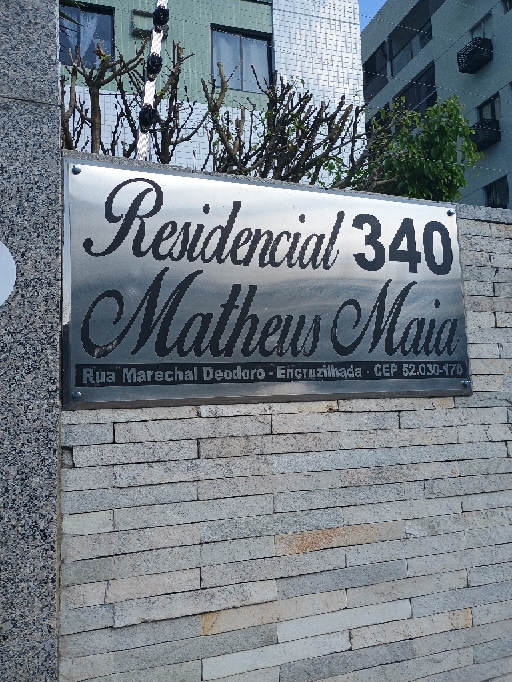 Residencial 340
Matheus Maia
Rua Marechal Deodoro - Encruzilhada - CEP 52.030-170